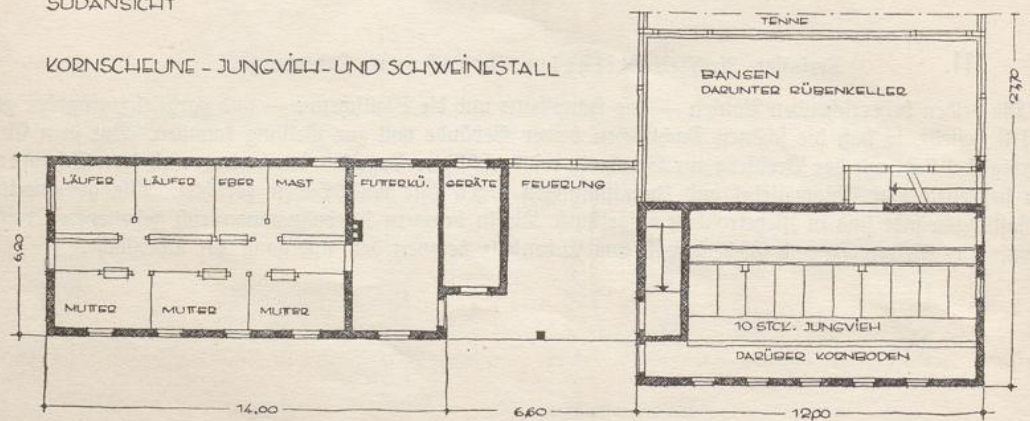 SÜDANSICHT
KORNSCHEUNE - JUNGVIEH- UND SCHWEINESTALL
TENNE
BANSEN
DARUNTER RÜBENKELLER
LÄUFER LÄUFER EBER MAST FUTTERKÜ. GERÄTE FEUERUNG
6,20
MUTTER MUTTER MUTTER
10 STCK. JUNGVIEH
DARÜBER KORNBODEN
14,00 6,60 12,00